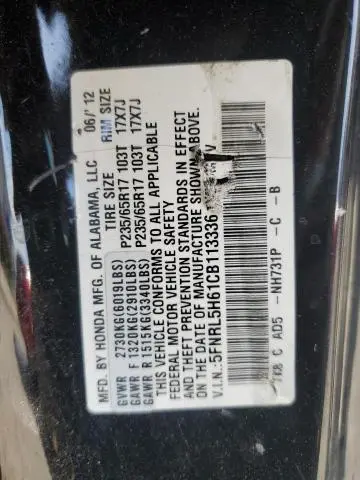 MFD. BY HONDA MFG. OF ALABAMA, LLC 06/'12
TIRE SIZE RIM SIZE
GVWR 2730KG(6019LBS)
GAWR F 1320KG(2910LBS) P235/65R17 103T 17X7J
GAWR R 1515KG(3340LBS) P235/65R17 103T 17X7J
THIS VEHICLE CONFORMS TO ALL APPLICABLE
FEDERAL MOTOR VEHICLE SAFETY
AND THEFT PREVENTION STANDARDS IN EFFECT
ON THE DATE OF MANUFACTURE SHOWN ABOVE.
V.I.N.: 5FNRL5H61CB113336
TK8 C AD5 -NH731P -C -B